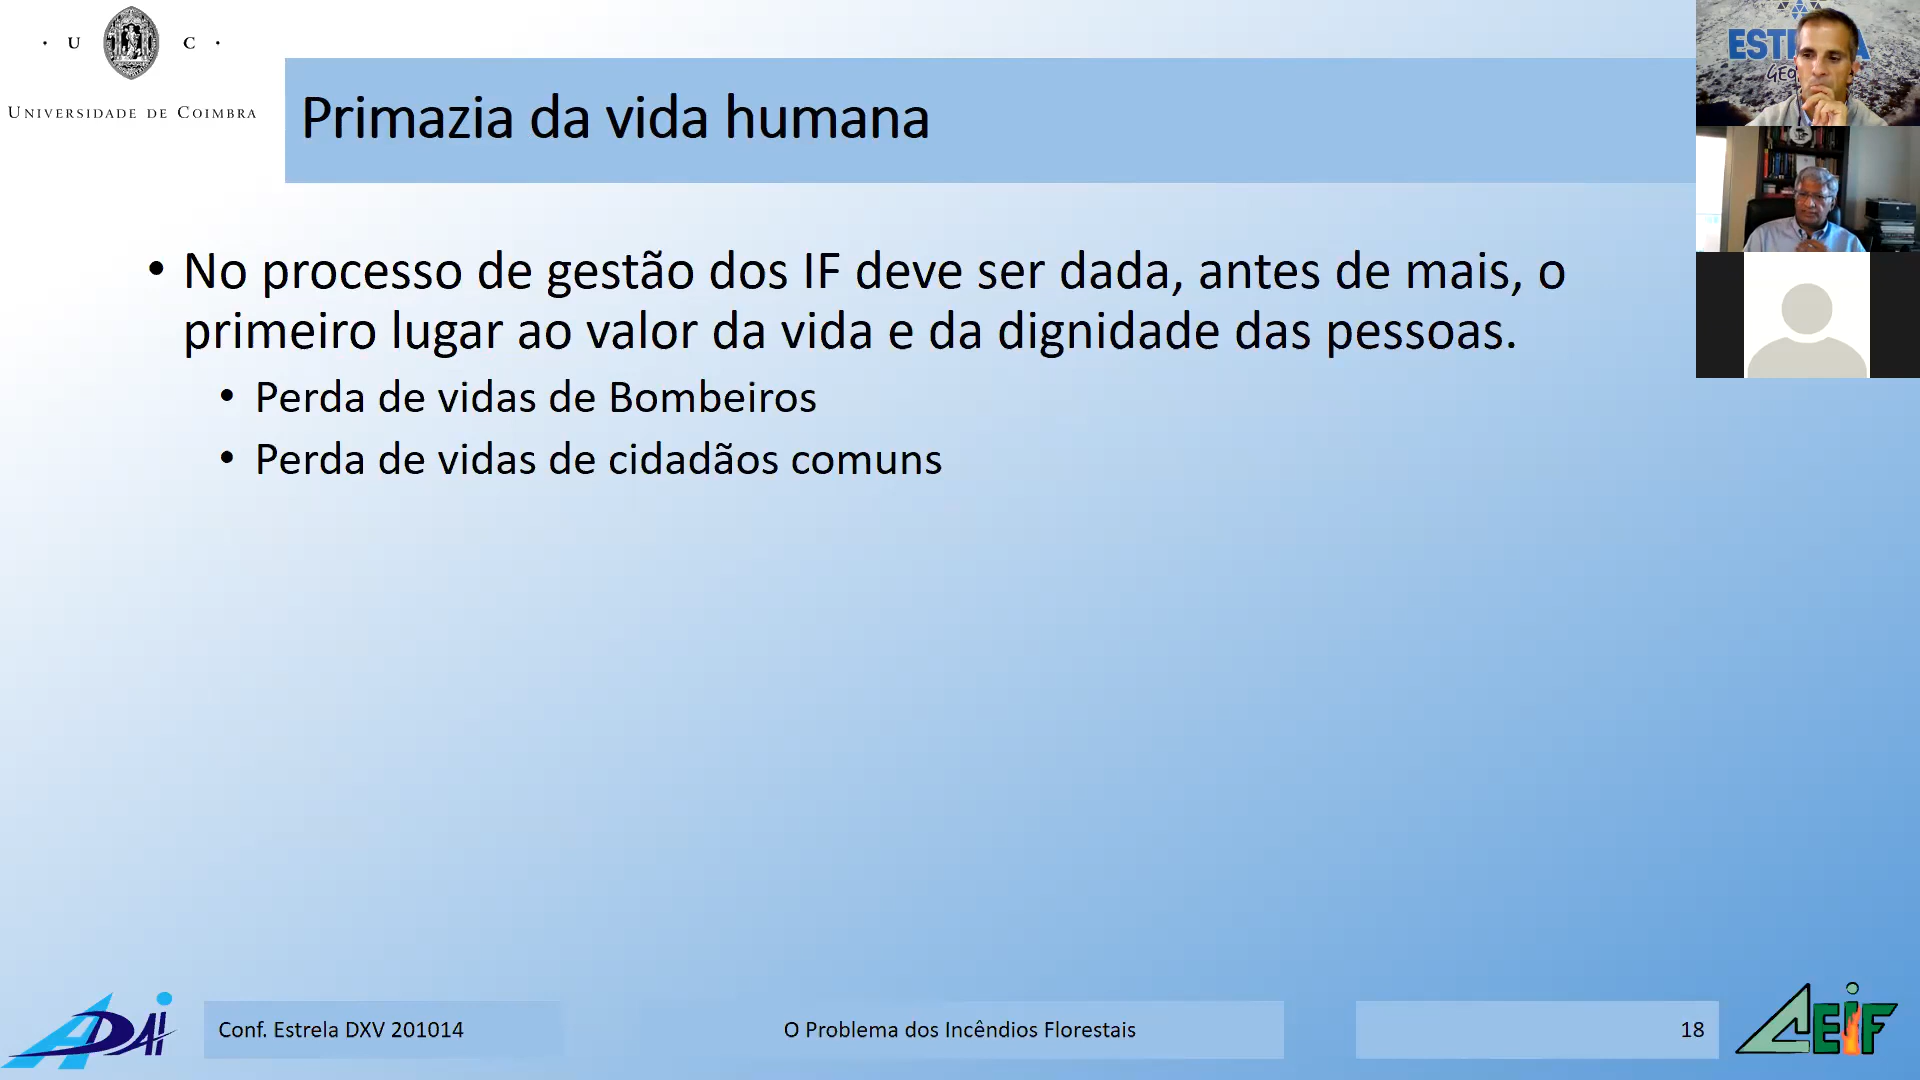 · U C ·
UNIVERSIDADE DE COIMBRA
Primazia da vida humana
• No processo de gestão dos IF deve ser dada, antes de mais, o
primeiro lugar ao valor da vida e da dignidade das pessoas.
• Perda de vidas de Bombeiros
• Perda de vidas de cidadãos comuns
ADAI
Conf. Estrela DXV 201014
O Problema dos Incêndios Florestais
18
CEIF